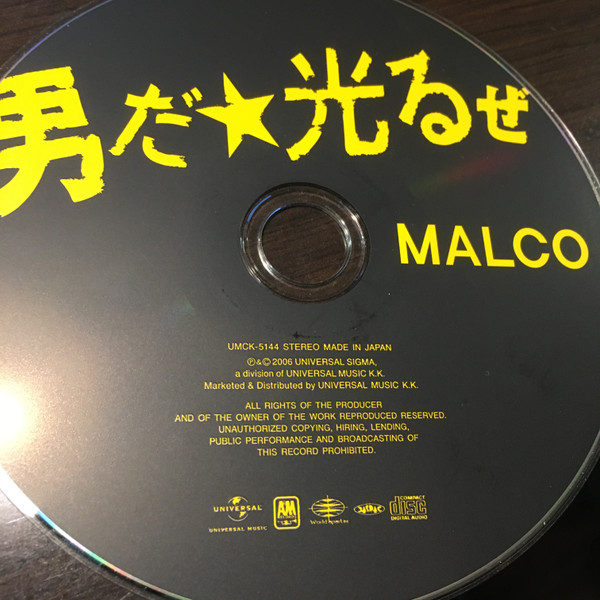 男だ★光るぜ
MALCO
UMCK-5144 STEREO MADE IN JAPAN
℗&© 2006 UNIVERSAL SIGMA,
a division of UNIVERSAL MUSIC K.K.
Marketed & Distributed by UNIVERSAL MUSIC K.K.
ALL RIGHTS OF THE PRODUCER
AND OF THE OWNER OF THE WORK REPRODUCED RESERVED.
UNAUTHORIZED COPYING, HIRING, LENDING,
PUBLIC PERFORMANCE AND BROADCASTING OF
THIS RECORD PROHIBITED.
UNIVERSAL
UNIVERSAL MUSIC
A&M
COMPACT
disc
DIGITAL AUDIO